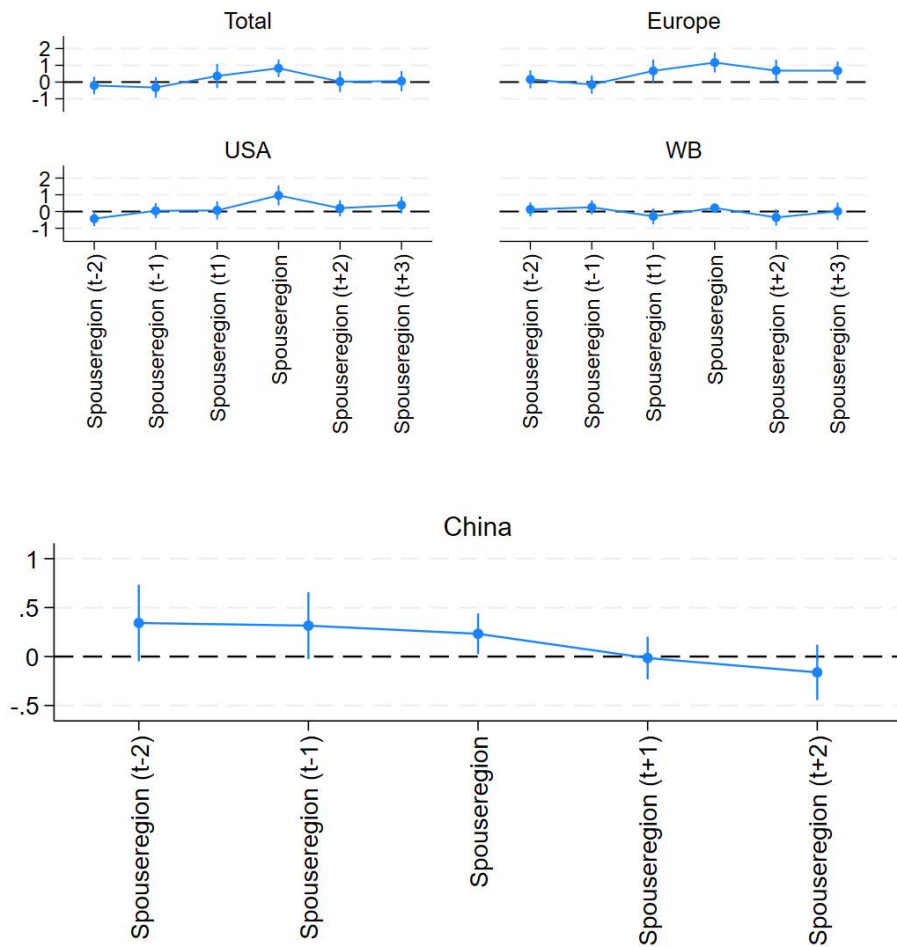 Total
2
1
0
-1
Europe
USA
2
1
0
-1
Spouseregion (t-2)
Spouseregion (t-1)
Spouseregion (t1)
Spouseregion
Spouseregion (t+2)
Spouseregion (t+3)
WB
Spouseregion (t-2)
Spouseregion (t-1)
Spouseregion (t1)
Spouseregion
Spouseregion (t+2)
Spouseregion (t+3)
China
1
.5
0
-.5
Spouseregion (t-2)
Spouseregion (t-1)
Spouseregion
Spouseregion (t+1)
Spouseregion (t+2)